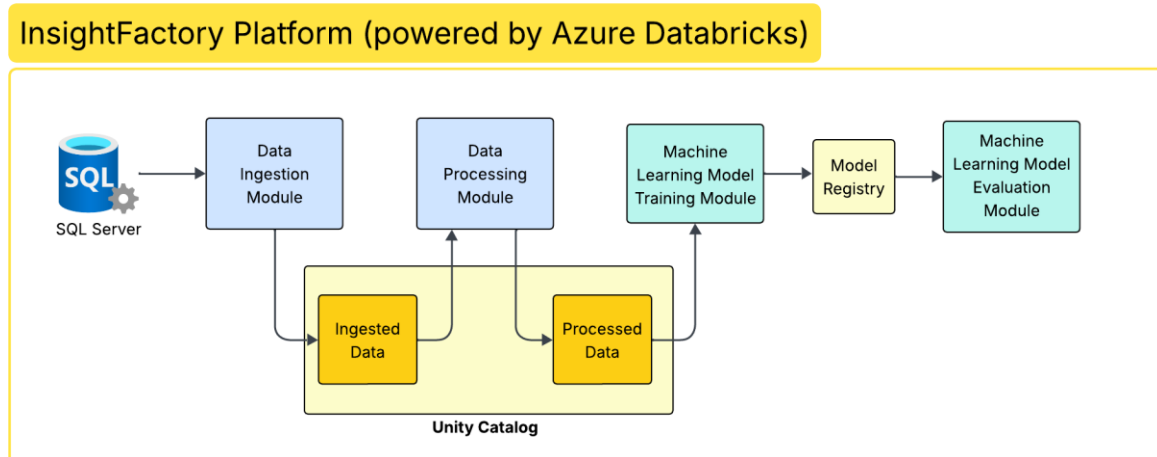 InsightFactory Platform (powered by Azure Databricks)
SQL
SQL Server
Data
Ingestion
Module
Data
Processing
Module
Machine
Learning Model
Training Module
Model
Registry
Machine
Learning Model
Evaluation
Module
Ingested
Data
Processed
Data
Unity Catalog